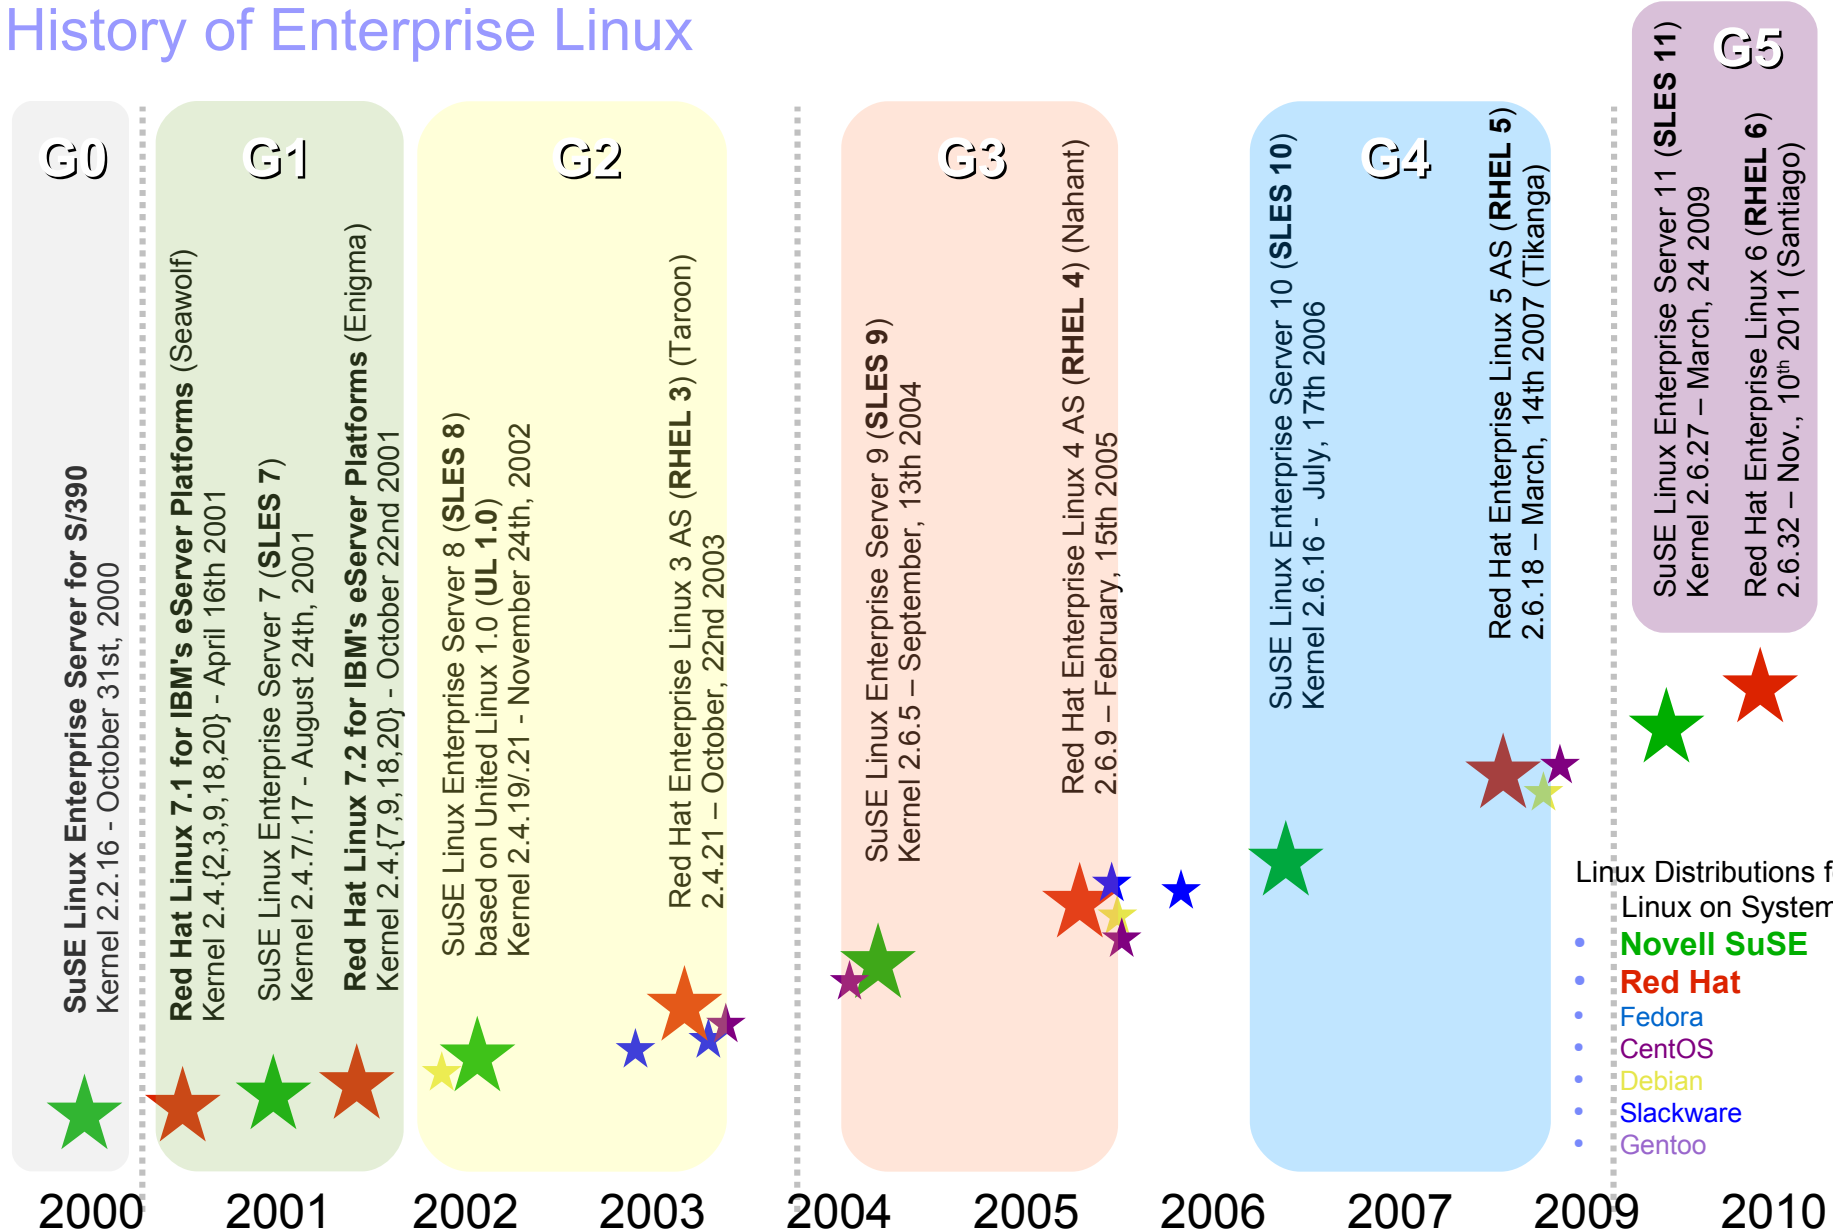 History of Enterprise Linux
G0
SuSE Linux Enterprise Server for S/390
Kernel 2.2.16 - October 31st, 2000
G1
Red Hat Linux 7.1 for IBM's eServer Platforms (Seawolf)
Kernel 2.4.{2,3,9,18,20} - April 16th 2001
SuSE Linux Enterprise Server 7 (SLES 7)
Kernel 2.4.7/.17 - August 24th, 2001
Red Hat Linux 7.2 for IBM's eServer Platforms (Enigma)
Kernel 2.4.{7,9,18,20} - October 22nd 2001
G2
SuSE Linux Enterprise Server 8 (SLES 8)
based on United Linux 1.0 (UL 1.0)
Kernel 2.4.19/.21 - November 24th, 2002
Red Hat Enterprise Linux 3 AS (RHEL 3) (Taroon)
2.4.21 – October, 22nd 2003
G3
SuSE Linux Enterprise Server 9 (SLES 9)
Kernel 2.6.5 – September, 13th 2004
Red Hat Enterprise Linux 4 AS (RHEL 4) (Nahant)
2.6.9 – February, 15th 2005
G4
SuSE Linux Enterprise Server 10 (SLES 10)
Kernel 2.6.16 - July, 17th 2006
Red Hat Enterprise Linux 5 AS (RHEL 5)
2.6.18 – March, 14th 2007 (Tikanga)
G5
SuSE Linux Enterprise Server 11 (SLES 11)
Kernel 2.6.27 – March, 24 2009
Red Hat Enterprise Linux 6 (RHEL 6)
2.6.32 – Nov., 10th 2011 (Santiago)
Linux Distributions f
Linux on System
• Novell SuSE
• Red Hat
• Fedora
• CentOS
• Debian
• Slackware
• Gentoo
2000 2001 2002 2003 2004 2005 2006 2007 2009 2010